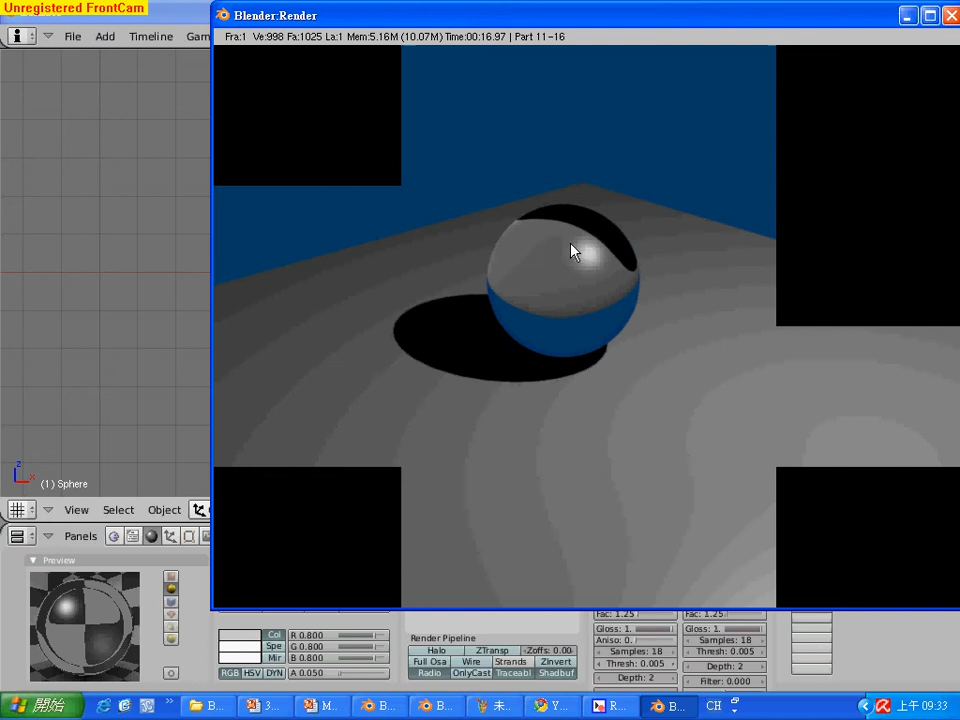 Unregistered FrontCam
Blender:Render
Fra:1 Ve:998 Fa:1025 La:1 Mem:5.16M (10.07M) Time:00:16.97 | Part 11-16
File Add Timeline Gam
z
x
(1) Sphere
View Select Object
Panels
Preview
Col R 0.800
Spe G 0.800
Mir B 0.800
RGB HSV DYN A 0.050
Render Pipeline
Halo ZTransp Zoffs: 0.00
Full Osa Wire Strands ZInvert
Radio OnlyCast Traceabl Shadbuf
Fac: 1.25 Fac: 1.25
Gloss: 1. Gloss: 1.
Aniso: 0. Samples: 18
Samples: 18 Thresh: 0.005
Thresh: 0.005 Depth: 2
Depth: 2 Filter: 0.000
開始 B... 3... M... B... B... 未... Y... R... B... CH 上午 09:33